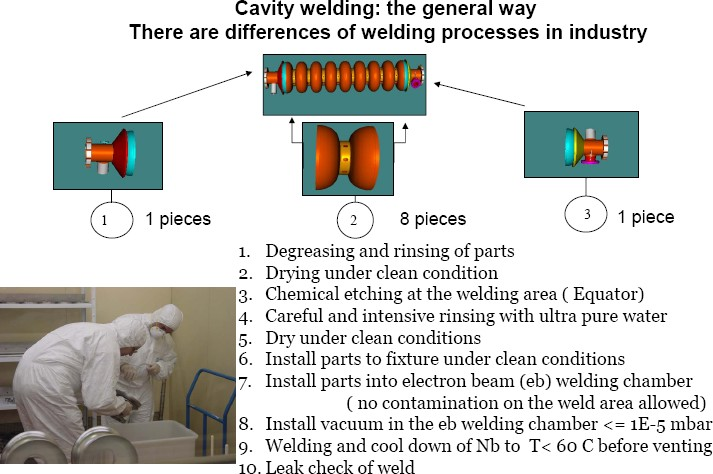 Cavity welding: the general way
There are differences of welding processes in industry
1 1 pieces
2 8 pieces
3 1 piece
1. Degreasing and rinsing of parts
2. Drying under clean condition
3. Chemical etching at the welding area ( Equator)
4. Careful and intensive rinsing with ultra pure water
5. Dry under clean conditions
6. Install parts to fixture under clean conditions
7. Install parts into electron beam (eb) welding chamber
( no contamination on the weld area allowed)
8. Install vacuum in the eb welding chamber <= 1E-5 mbar
9. Welding and cool down of Nb to T< 60 C before venting
10. Leak check of weld